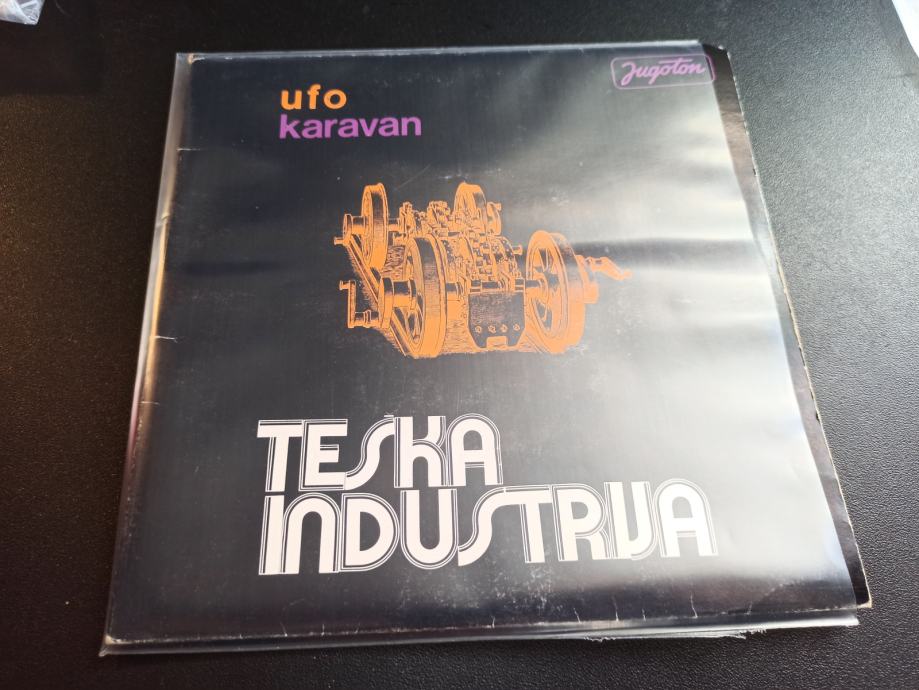 Jugoton
ufo
karavan
TEŠKA
INDUSTRIJA